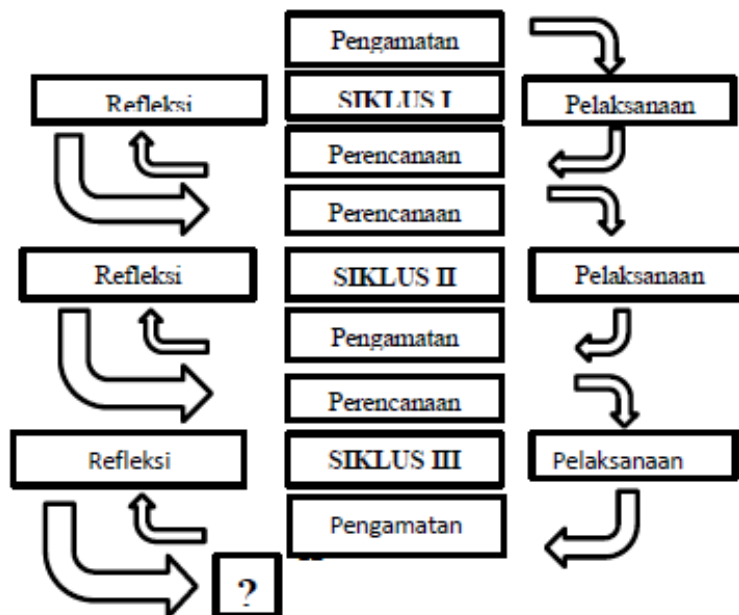 Pengamatan
Refleksi
SIKLUS I
Pelaksanaan
Perencanaan
Perencanaan
Refleksi
SIKLUS II
Pelaksanaan
Pengamatan
Perencanaan
Refleksi
SIKLUS III
Pelaksanaan
Pengamatan
?